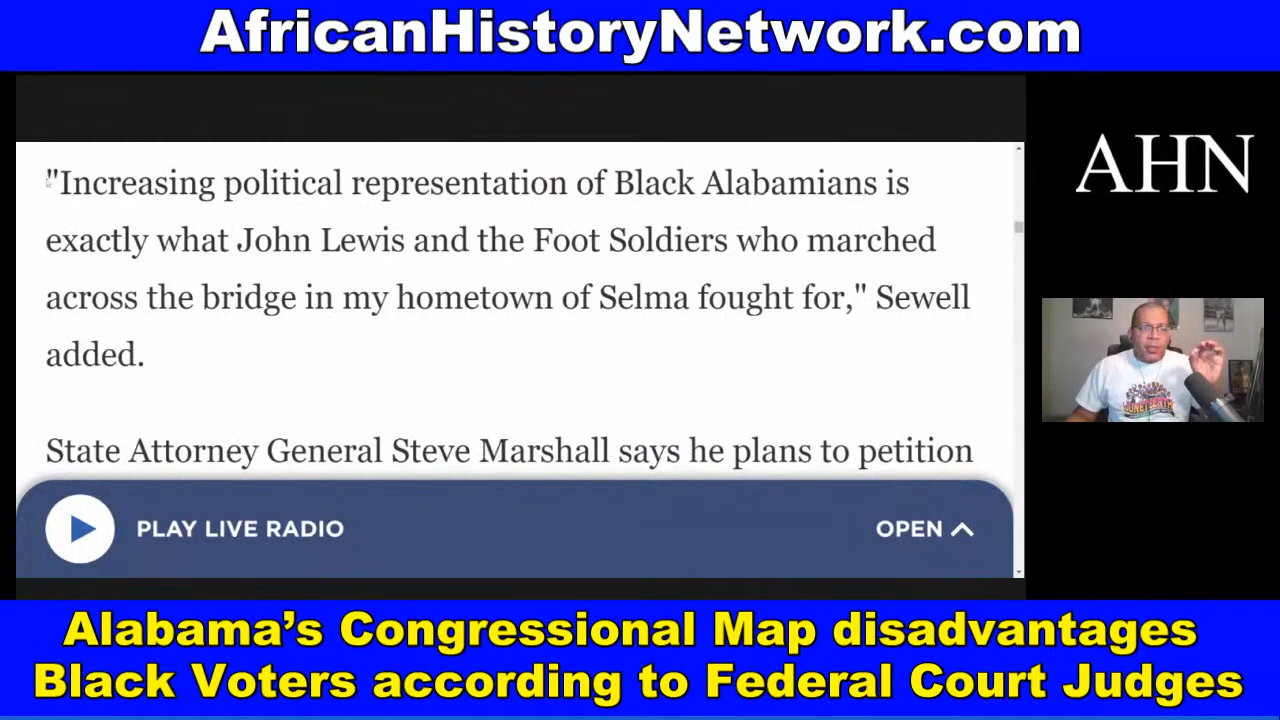 AfricanHistoryNetwork.com
AHN
"Increasing political representation of Black Alabamians is
exactly what John Lewis and the Foot Soldiers who marched
across the bridge in my hometown of Selma fought for," Sewell
added.
State Attorney General Steve Marshall says he plans to petition
PLAY LIVE RADIO
OPEN
JUNETEENTH
Alabama’s Congressional Map disadvantages
Black Voters according to Federal Court Judges